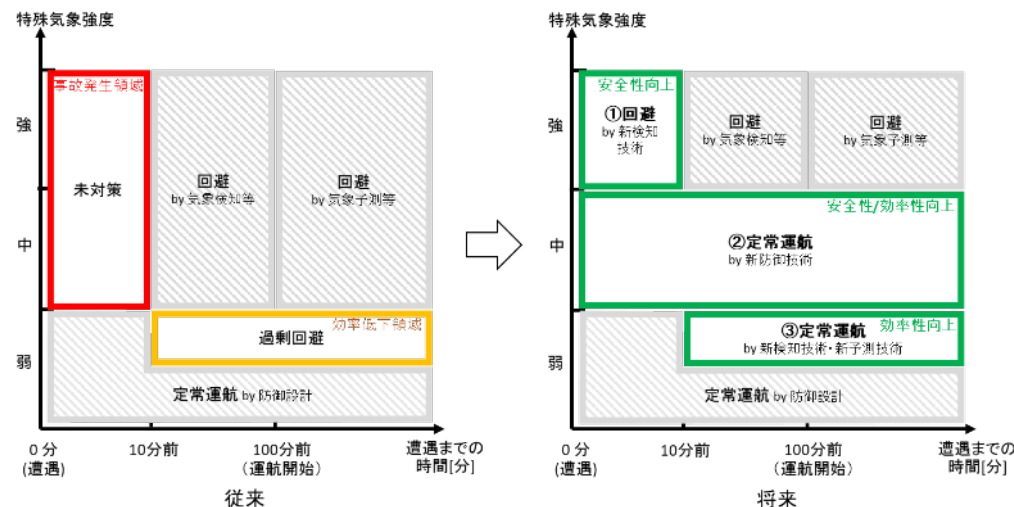 特殊気象強度
強
中
弱
事故発生領域
未対策
回避
by 気象検知等
回避
by 気象予測等
効率低下領域
過剰回避
定常運航 by 防御設計
0 分
(遭遇)
10分前
100分前
(運航開始)
遭遇までの
時間[分]
従来
特殊気象強度
強
中
弱
安全性向上
①回避
by 新検知
技術
回避
by 気象検知等
回避
by 気象予測等
安全性/効率性向上
②定常運航
by 新防御技術
効率性向上
③定常運航
by 新検知技術・新予測技術
定常運航 by 防御設計
0 分
(遭遇)
10分前
100分前
(運航開始)
遭遇までの
時間[分]
将来